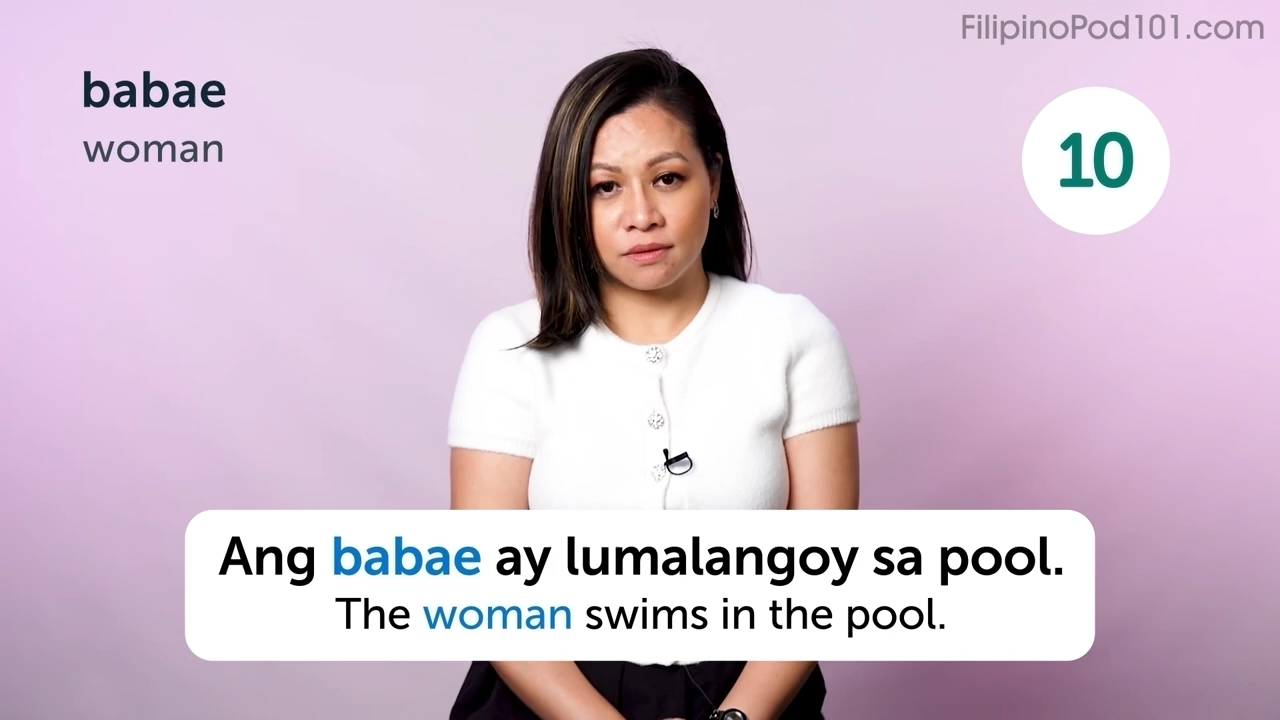 FilipinoPod101.com
babae
woman
10
Ang babae ay lumalangoy sa pool.
The woman swims in the pool.